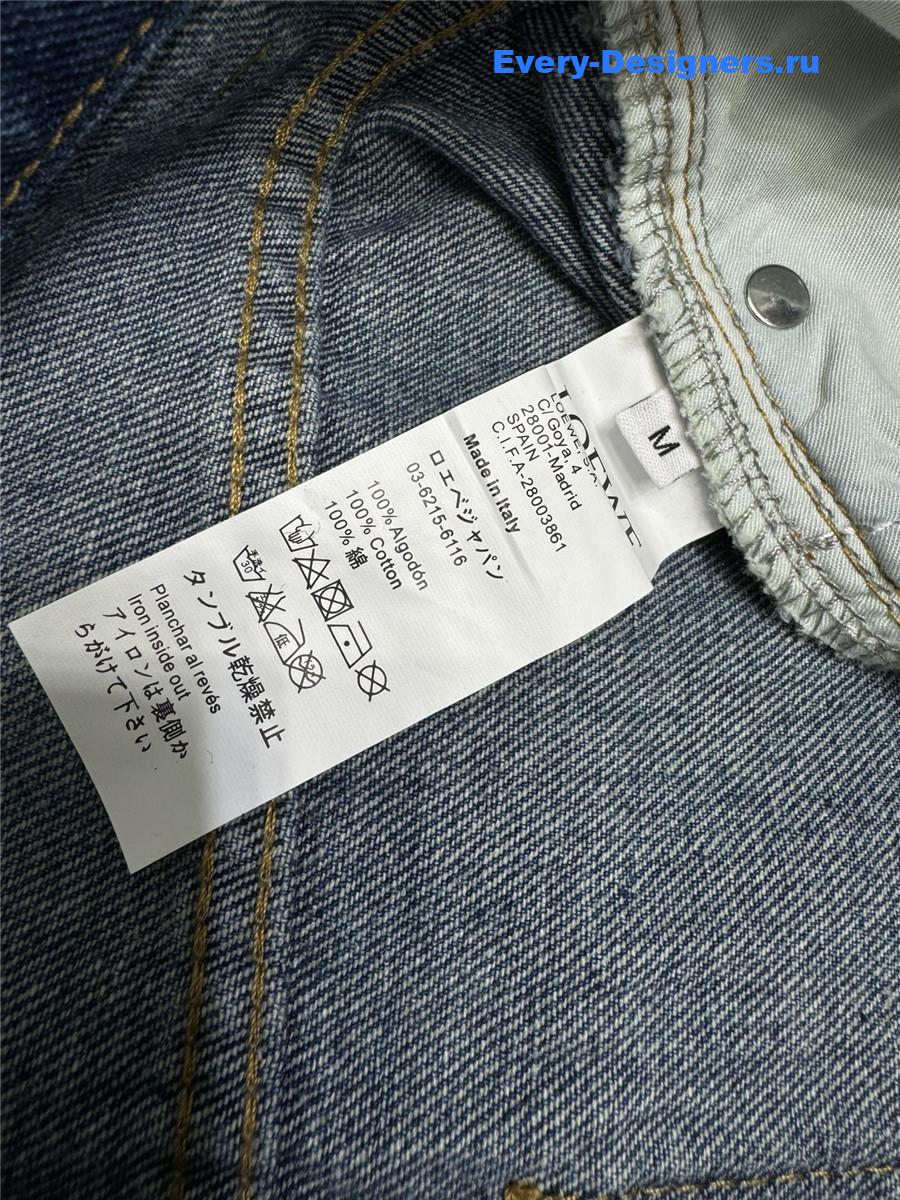 Every-Designers.ru
M
LOEWE
LOEWE S.A.
C/Goya, 4
28001-Madrid
SPAIN
C.I.F.A-28003861
Made in Italy
ロエベジャパン
03-6215-6116
100% Algodón
100% Cotton
100% 綿
タンブル乾燥禁止
Planchar al revés
Iron inside out
アイロンは裏側か
らがけて下さい